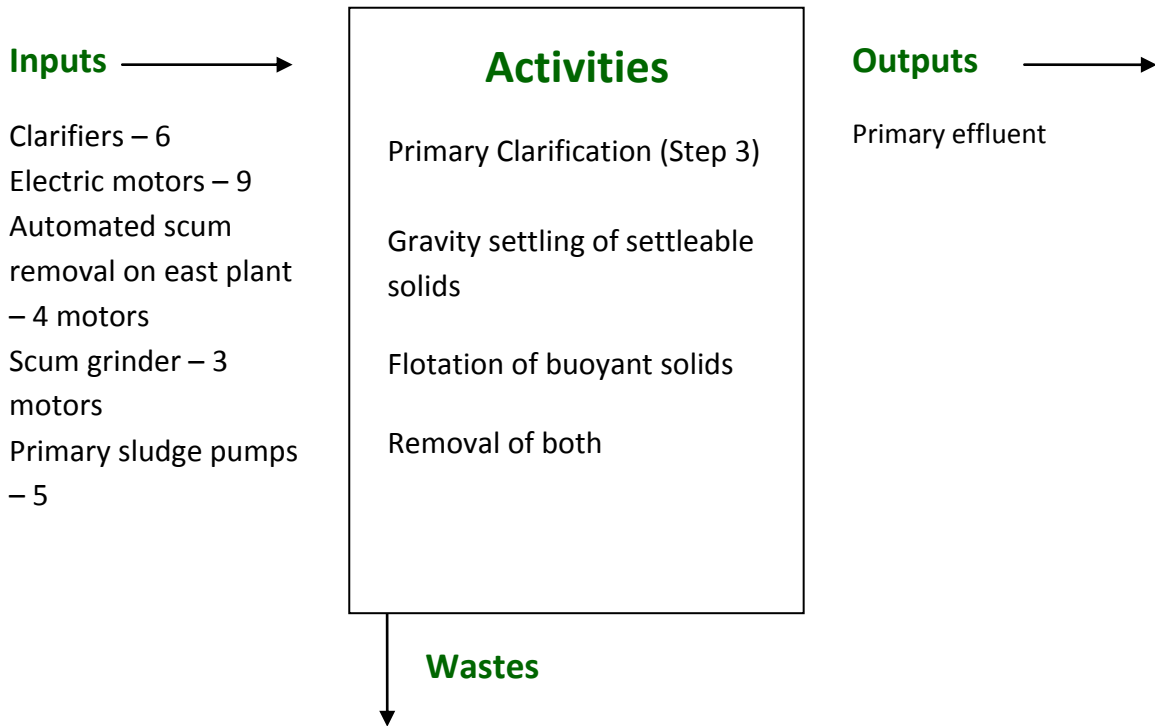 Inputs
Clarifiers – 6
Electric motors – 9
Automated scum
removal on east plant
– 4 motors
Scum grinder – 3
motors
Primary sludge pumps
– 5
Activities
Primary Clarification (Step 3)
Gravity settling of settleable
solids
Flotation of buoyant solids
Removal of both
Outputs
Primary effluent
Wastes